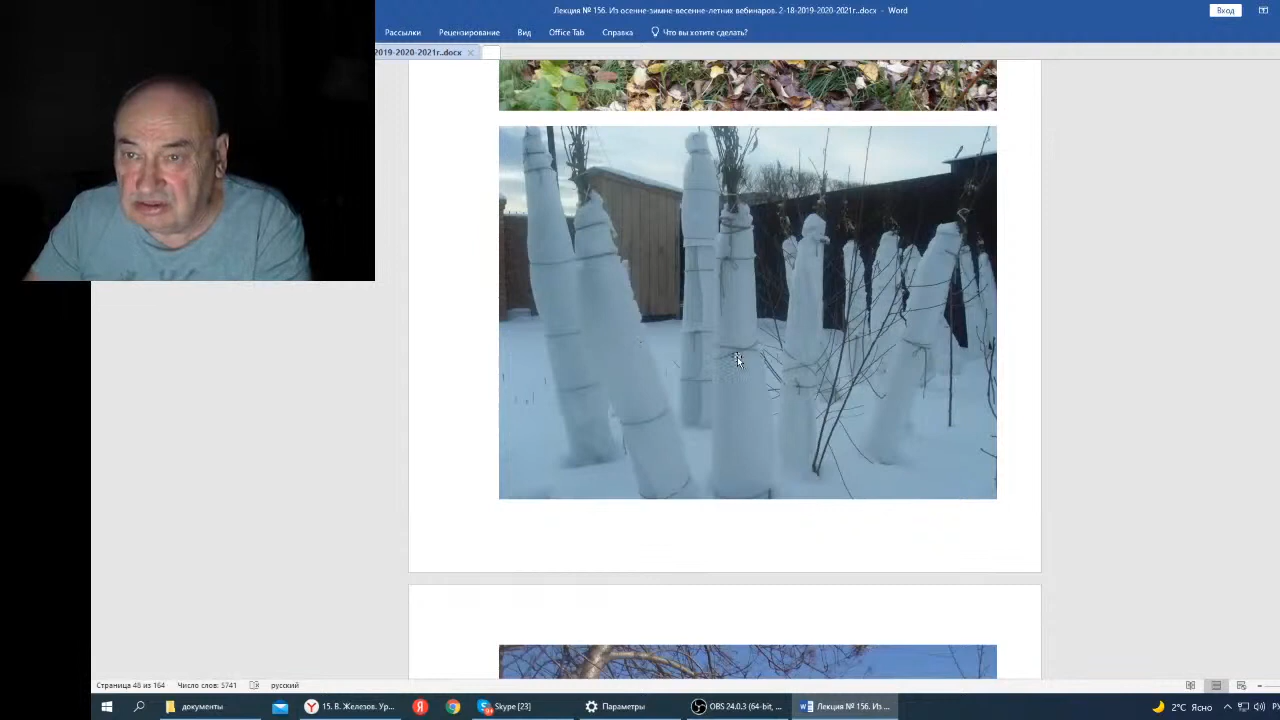 Лекция № 156. Из осенне-зимне-весенне-летних вебинаров. 2-18-2019-2020-2021г..docx - Word
Вход
Рассылки
Рецензирование
Вид
Office Tab
Справка
Что вы хотите сделать?
2019-2020-2021г..docx
Страница 48 из 164
Число слов: 5741
русский
документы
15. В. Железов. Ур...
Skype [23]
Параметры
OBS 24.0.3 (64-bit, ...
Лекция № 156. Из ...
2°C Ясно